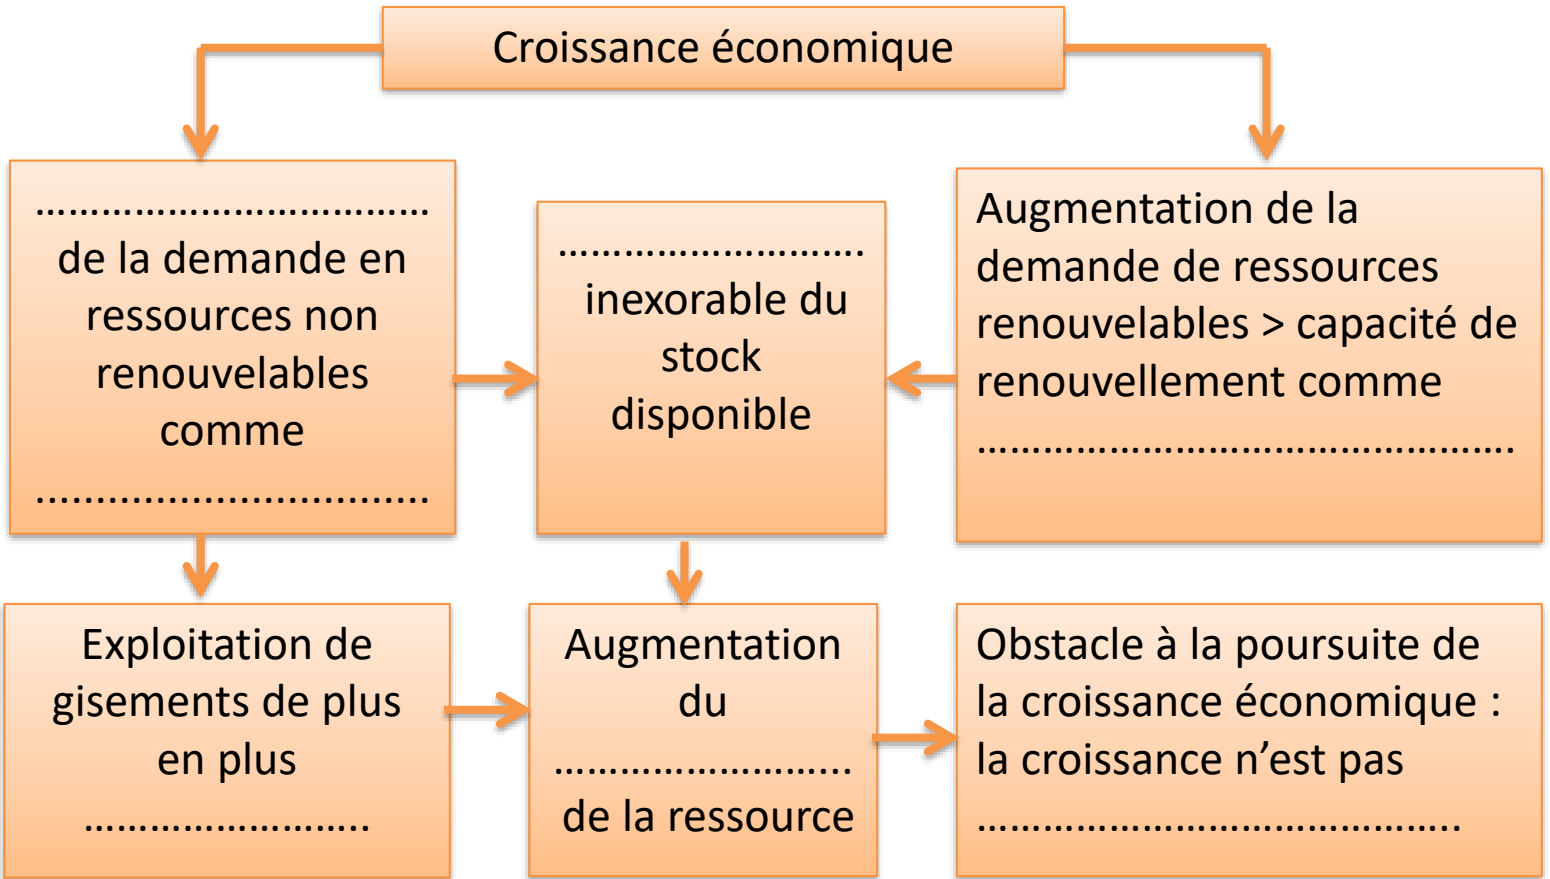 Croissance économique
……………………………….
de la demande en
ressources non
renouvelables
comme
……………………………….
……………………….
inexorable du
stock
disponible
Augmentation de la
demande de ressources
renouvelables > capacité de
renouvellement comme
………………………………………….
Exploitation de
gisements de plus
en plus
……………………..
Augmentation
du
………………………..
de la ressource
Obstacle à la poursuite de
la croissance économique :
la croissance n’est pas
……………………………………..